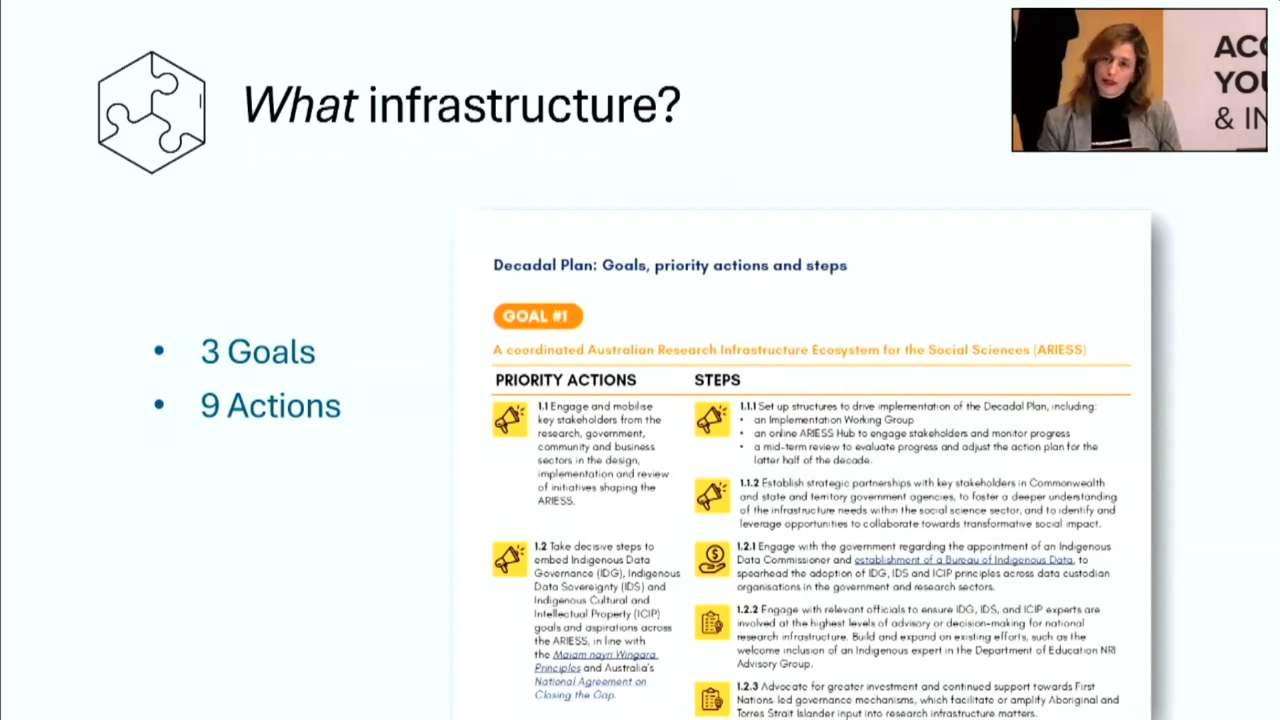 What infrastructure?
ACC
YOU
& IN
• 3 Goals
• 9 Actions
Decadal Plan: Goals, priority actions and steps
GOAL #1
A coordinated Australian Research Infrastructure Ecosystem for the Social Sciences (ARIESS)
PRIORITY ACTIONS
STEPS
1.1 Engage and mobilise
key stakeholders from the
research, government,
community and business
sectors in the design,
implementation and review
of initiatives shaping the
ARIESS.
1.1.1 Set up structures to drive implementation of the Decadal Plan, including:
• an Implementation Working Group
• an online ARIESS Hub to engage stakeholders and monitor progress
• a mid-term review to evaluate progress and adjust the action plan for the
latter half of the decade.
1.1.2 Establish strategic partnerships with key stakeholders in Commonwealth
and state and territory government agencies, to foster a deeper understanding
of the infrastructure needs within the social science sector, and to identify and
leverage opportunities to collaborate towards transformative social impact.
1.2 Take decisive steps to
embed Indigenous Data
Governance (IDG), Indigenous
Data Sovereignty (IDS) and
Indigenous Cultural and
Intellectual Property (ICIP)
goals and aspirations across
the ARIESS, in line with
the Maiam nayri Wingara
Principles and Australia's
National Agreement on
Closing the Gap.
1.2.1 Engage with the government regarding the appointment of an Indigenous
Data Commissioner and establishment of a Bureau of Indigenous Data, to
spearhead the adoption of IDG, IDS and ICIP principles across data custodian
organisations in the government and research sectors.
1.2.2 Engage with relevant officials to ensure IDG, IDS, and ICIP experts are
involved at the highest levels of advisory or decision-making for national
research infrastructure. Build and expand on existing efforts, such as the
welcome inclusion of an Indigenous expert in the Department of Education NRI
Advisory Group.
1.2.3 Advocate for greater investment and continued support towards First
Nations-led governance mechanisms, which facilitate or amplify Aboriginal and
Torres Strait Islander input into research infrastructure matters.